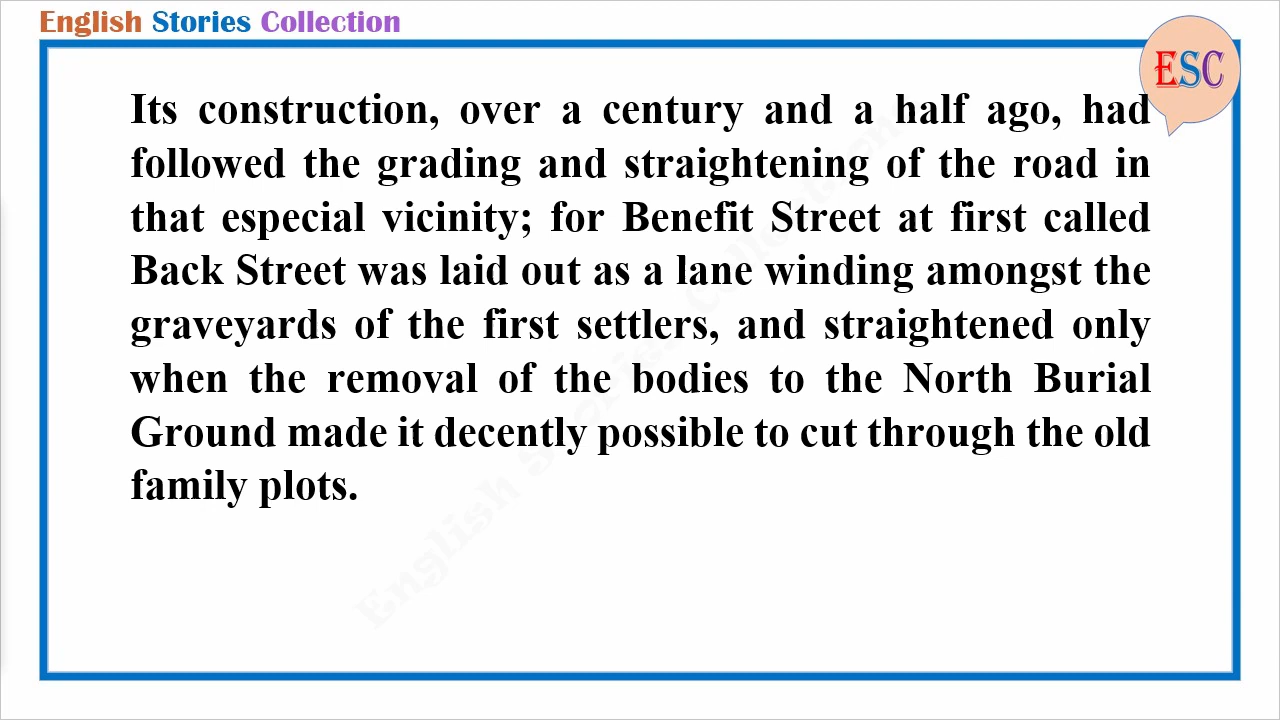 English Stories Collection
ESC
Its construction, over a century and a half ago, had
followed the grading and straightening of the road in
that especial vicinity; for Benefit Street at first called
Back Street was laid out as a lane winding amongst the
graveyards of the first settlers, and straightened only
when the removal of the bodies to the North Burial
Ground made it decently possible to cut through the old
family plots.
English Stories Collection